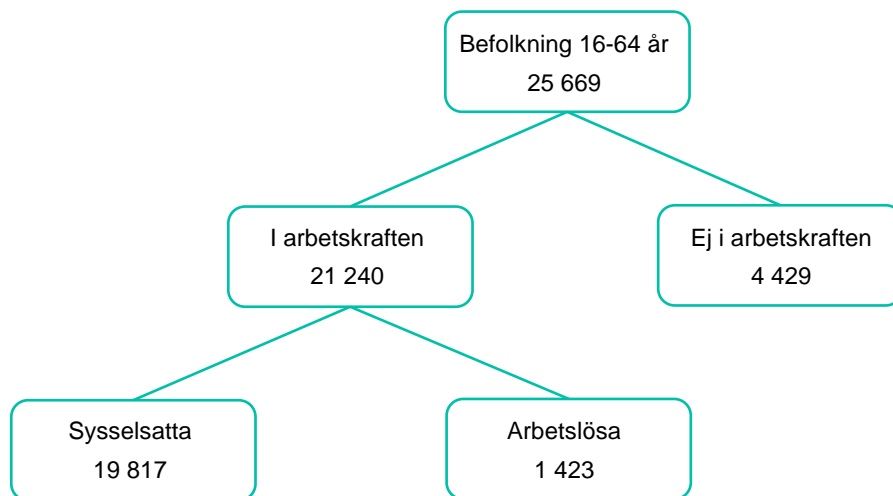 Befolkning 16-64 år
25 669
I arbetskraften
21 240
Ej i arbetskraften
4 429
Sysselsatta
19 817
Arbetslösa
1 423